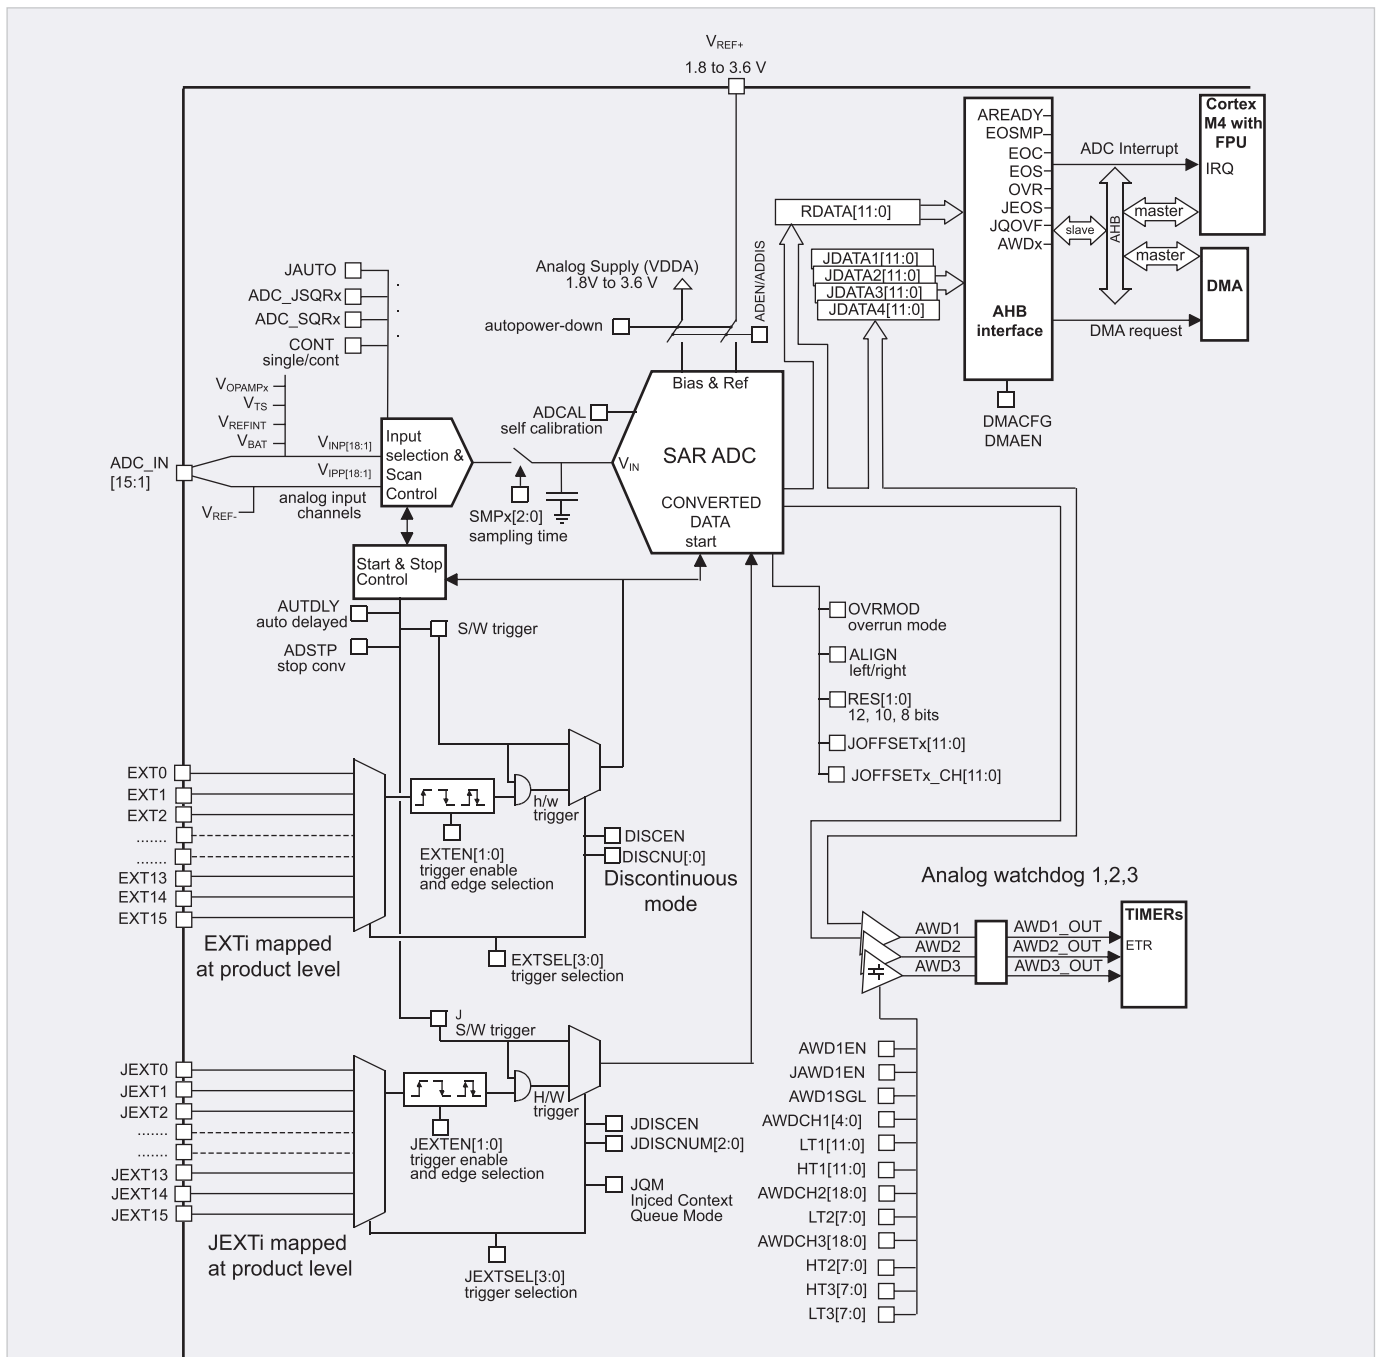 VREF+
1.8 to 3.6 V
Cortex
M4 with
FPU
IRQ
AREADY
EOSMP
EOC
EOS
OVR
JEOS
JQOVF
AWDx
ADC Interrupt
slave
AHB
master
master
DMA
DMA request
AHB
interface
DMACFG
DMAEN
RDATA[11:0]
JDATA1[11:0]
JDATA2[11:0]
JDATA3[11:0]
JDATA4[11:0]
ADEN/ADDIS
Analog Supply (VDDA)
1.8V to 3.6 V
autopower-down
JAUTO
ADC_JSQRx
ADC_SQRx
CONT
single/cont
VOPAMPx
VTS
VREFINT
VBAT
VINP[18:1]
VIPP[18:1]
ADC_IN
[15:1]
analog input
channels
VREF-
Input
selection &
Scan
Control
ADCAL
self calibration
Bias & Ref
SAR ADC
VIN
CONVERTED
DATA
start
SMPx[2:0]
sampling time
Start & Stop
Control
AUTDLY
auto delayed
S/W trigger
ADSTP
stop conv
OVRMOD
overrun mode
ALIGN
left/right
RES[1:0]
12, 10, 8 bits
JOFFSETx[11:0]
JOFFSETx_CH[11:0]
EXT0
EXT1
EXT2
.......
.......
EXT13
EXT14
EXT15
h/w
trigger
EXTEN[1:0]
trigger enable
and edge selection
DISCEN
DISCNU[:0]
Discontinuous
mode
EXTi mapped
at product level
EXTSEL[3:0]
trigger selection
Analog watchdog 1,2,3
AWD1
AWD2
AWD3
AWD1_OUT
AWD2_OUT
AWD3_OUT
TIMERs
ETR
J
S/W trigger
JEXT0
JEXT1
JEXT2
.......
.......
JEXT13
JEXT14
JEXT15
H/W
trigger
JEXTEN[1:0]
trigger enable
and edge selection
JDISCEN
JDISCNUM[2:0]
JQM
Injced Context
Queue Mode
JEXTi mapped
at product level
JEXTSEL[3:0]
trigger selection
AWD1EN
JAWD1EN
AWD1SGL
AWDCH1[4:0]
LT1[11:0]
HT1[11:0]
AWDCH2[18:0]
LT2[7:0]
AWDCH3[18:0]
HT2[7:0]
HT3[7:0]
LT3[7:0]